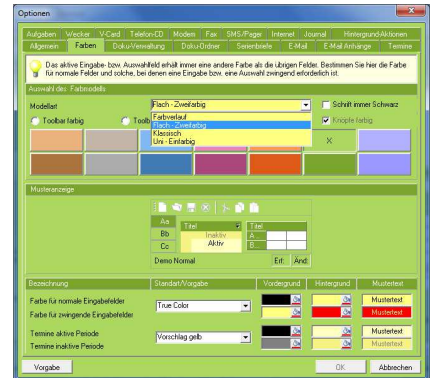 Optionen
Aufgaben Wecker V-Card Telefon-CD Modem Fax SMS/Pager Internet Journal Hintergrund-Aktionen
Allgemein Farben Doku-Verwaltung Doku-Ordner Serienbriefe E-Mail E-Mail Anhänge Termine
Das aktive Eingabe- bzw. Auswahlfeld erhält immer eine andere Farbe als die übrigen Felder. Bestimmen Sie hier die Farbe
für normale Felder und solche, bei denen eine Eingabe bzw. eine Auswahl zwingend erforderlich ist.
Auswahl des Farbmodells
Modellart Flach - Zweifarbig Schrift immer Schwarz
Farbverlauf
Toolbar farbig Toolb Flach - Zweifarbig Knöpfe farbig
Klassisch
Uni - Einfarbig
X
Musteranzeige
Aa Titel Titel
Bb Inaktiv A...
Cc Aktiv B...
Demo Normal Erf: Änd:
Bezeichnung Standart/Vorgabe Vordergrund Hintergrund Mustertext
Farbe für normale Eingabefelder True Color Mustertext
Farbe für zwingende Eingabefelder Mustertext
Termine aktive Periode Vorschlag gelb Mustertext
Termine inaktive Periode Mustertext
Vorgabe OK Abbrechen